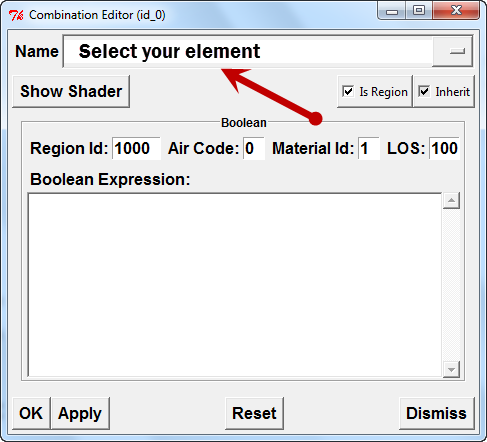 Combination Editor (id_0)
Name Select your element
Show Shader Is Region Inherit
Boolean
Region Id: 1000 Air Code: 0 Material Id: 1 LOS: 100
Boolean Expression:
OK Apply Reset Dismiss